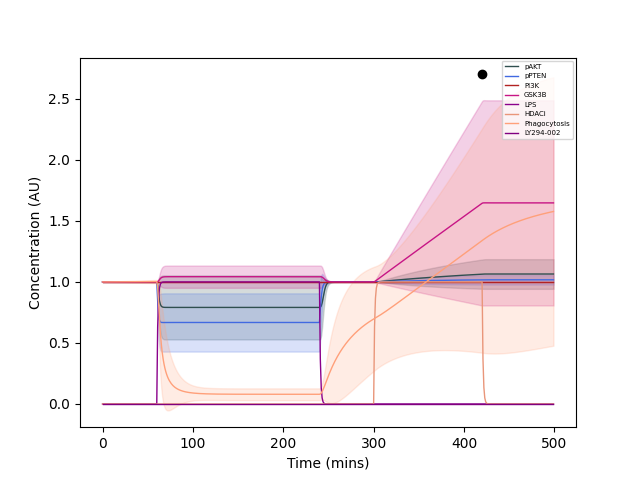 Concentration (AU)
2.5
2.0
1.5
1.0
0.5
0.0
pAKT
pPTEN
PI3K
GSK3B
LPS
HDACi
Phagocytosis
LY294-002
0 100 200 300 400 500
Time (mins)